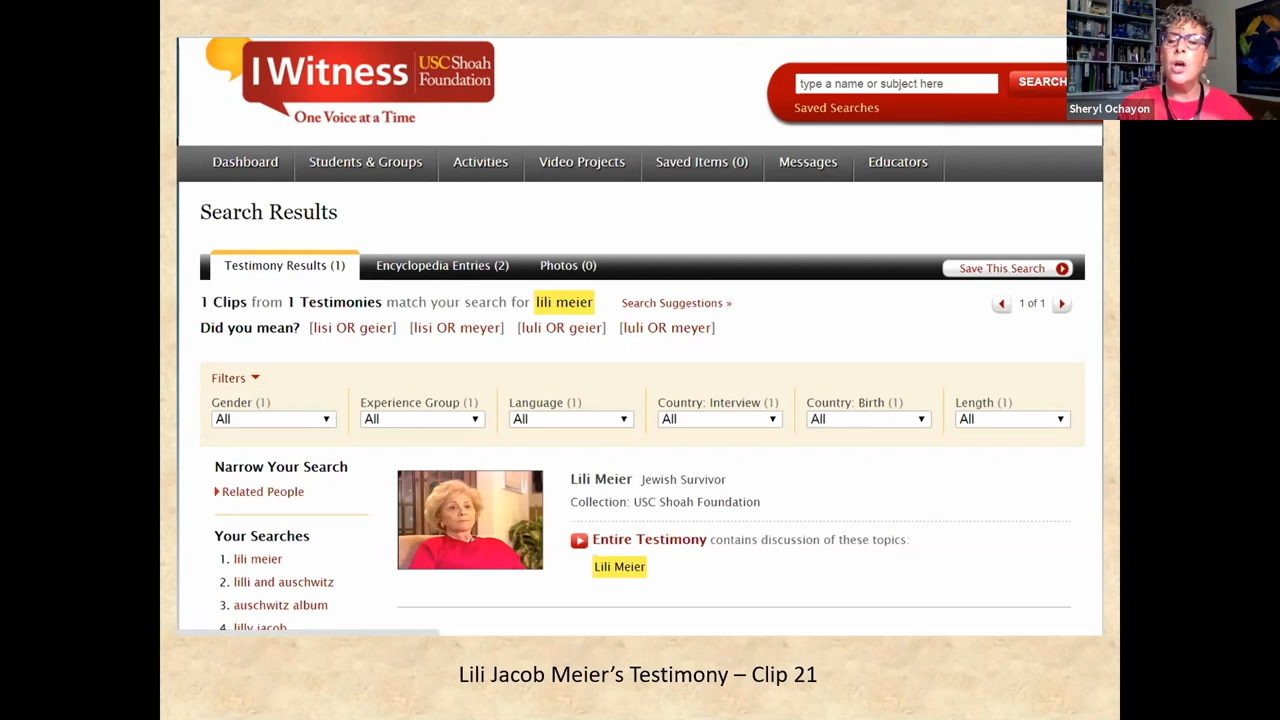 I Witness USC Shoah Foundation
One Voice at a Time
type a name or subject here SEARCH
Saved Searches
Sheryl Ochayon
Dashboard Students & Groups Activities Video Projects Saved Items (0) Messages Educators
Search Results
Testimony Results (1) Encyclopedia Entries (2) Photos (0) Save This Search
1 Clips from 1 Testimonies match your search for lili meier Search Suggestions » 1 of 1
Did you mean? [lisi OR geier] [lisi OR meyer] [luli OR geier] [luli OR meyer]
Filters
Gender (1) Experience Group (1) Language (1) Country: Interview (1) Country: Birth (1) Length (1)
All All All All All All
Narrow Your Search
Related People
Your Searches
1. lili meier
2. lilli and auschwitz
3. auschwitz album
4. lilly jacob
Lili Meier Jewish Survivor
Collection: USC Shoah Foundation
Entire Testimony contains discussion of these topics:
Lili Meier
Lili Jacob Meier’s Testimony – Clip 21